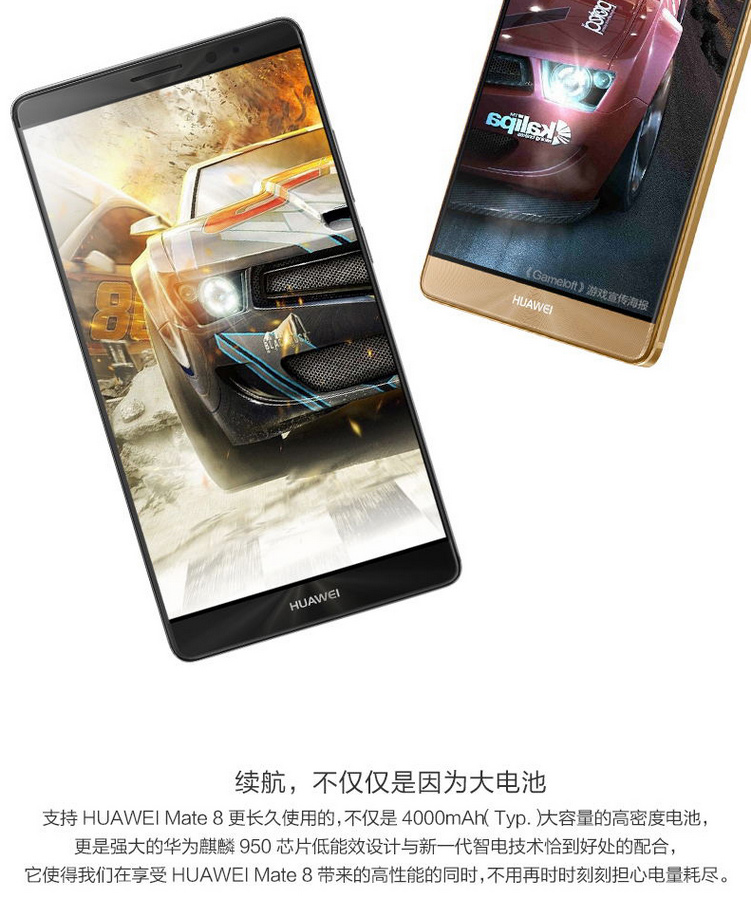 kalipa
《Gameloft》游戏宣传海报
HUAWEI
HUAWEI
续航，不仅仅是因为大电池
支持 HUAWEI Mate 8 更长久使用的，不仅是 4000mAh( Typ. )大容量的高密度电池，
更是强大的华为麒麟 950 芯片低能效设计与新一代智电技术恰到好处的配合，
它使得我们在享受 HUAWEI Mate 8 带来的高性能的同时，不用再时时刻刻担心电量耗尽。